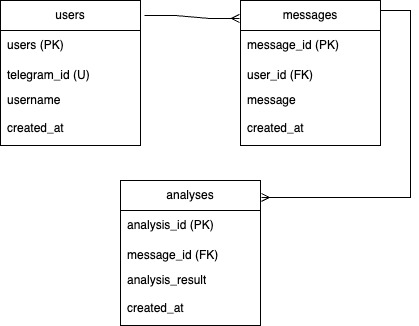 users
users (PK)
telegram_id (U)
username
created_at
messages
message_id (PK)
user_id (FK)
message
created_at
analyses
analysis_id (PK)
message_id (FK)
analysis_result
created_at